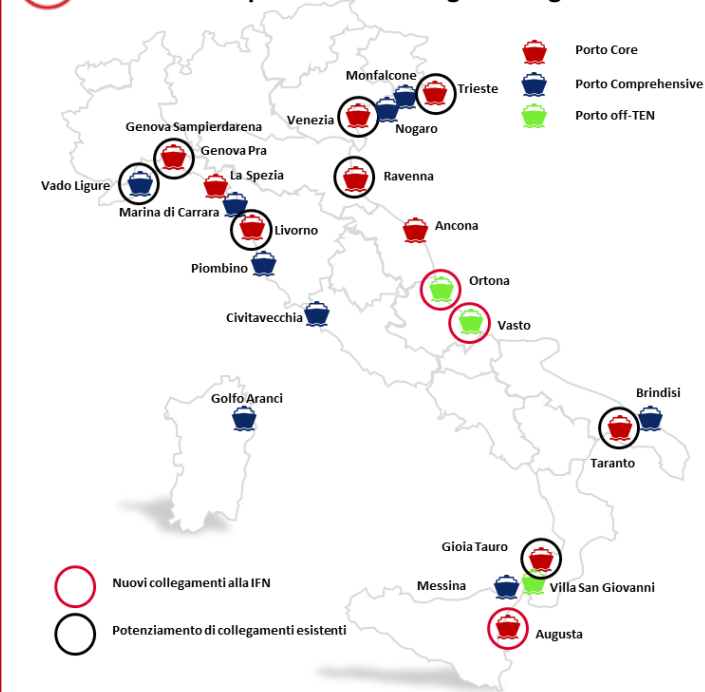 Porto Core
Monfalcone
Porto Comprehensive
Trieste
Porto off-TEN
Venezia
Nogaro
Genova Sampierdarena
Genova Pra
La Spezia
Ravenna
Vado Ligure
Marina di Carrara
Ancona
Livorno
Piombino
Ortona
Civitavecchia
Vasto
Golfo Aranci
Brindisi
Taranto
Gioia Tauro
Nuovi collegamenti alla IFN
Messina
Villa San Giovanni
Potenziamento di collegamenti esistenti
Augusta